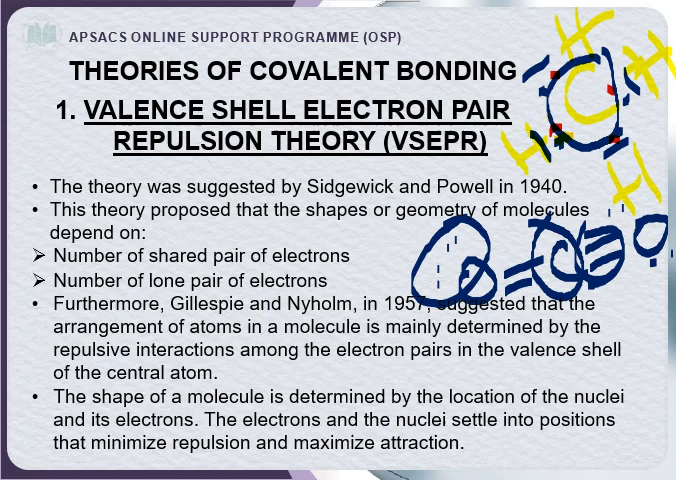 APSACS ONLINE SUPPORT PROGRAMME (OSP)
THEORIES OF COVALENT BONDING
1. VALENCE SHELL ELECTRON PAIR
REPULSION THEORY (VSEPR)
• The theory was suggested by Sidgewick and Powell in 1940.
• This theory proposed that the shapes or geometry of molecules
depend on:
➢ Number of shared pair of electrons
➢ Number of lone pair of electrons
• Furthermore, Gillespie and Nyholm, in 1957, suggested that the
arrangement of atoms in a molecule is mainly determined by the
repulsive interactions among the electron pairs in the valence shell
of the central atom.
• The shape of a molecule is determined by the location of the nuclei
and its electrons. The electrons and the nuclei settle into positions
that minimize repulsion and maximize attraction.
H
C
H
H
H
O=C=O